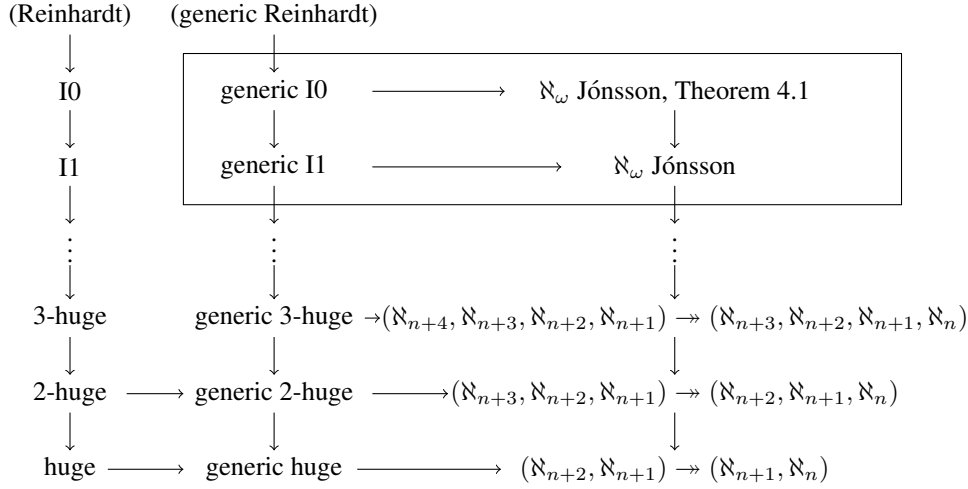 (Reinhardt) (generic Reinhardt)
I0 generic I0 ℵ_ω Jónsson, Theorem 4.1
I1 generic I1 ℵ_ω Jónsson
⋮ ⋮ ⋮
3-huge generic 3-huge (ℵ_{n+4}, ℵ_{n+3}, ℵ_{n+2}, ℵ_{n+1}) ↠ (ℵ_{n+3}, ℵ_{n+2}, ℵ_{n+1}, ℵ_n)
2-huge generic 2-huge (ℵ_{n+3}, ℵ_{n+2}, ℵ_{n+1}) ↠ (ℵ_{n+2}, ℵ_{n+1}, ℵ_n)
huge generic huge (ℵ_{n+2}, ℵ_{n+1}) ↠ (ℵ_{n+1}, ℵ_n)